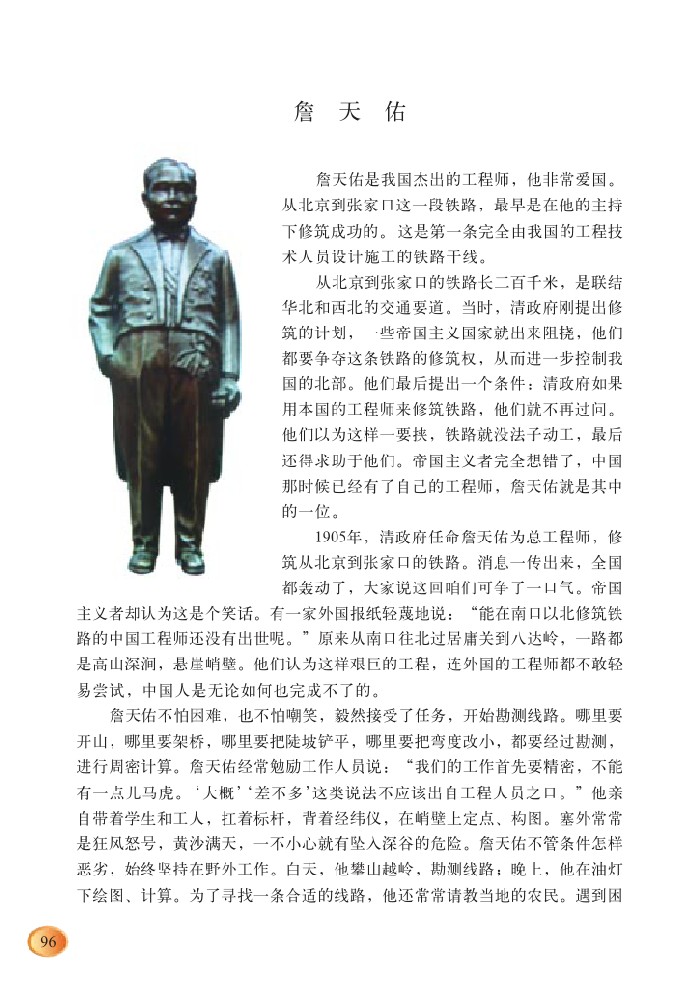 詹 天 佑
詹天佑是我国杰出的工程师，他非常爱国。
从北京到张家口这一段铁路，最早是在他的主持
下修筑成功的。这是第一条完全由我国的工程技
术人员设计施工的铁路干线。
从北京到张家口的铁路长二百千米，是联结
华北和西北的交通要道。当时，清政府刚提出修
筑的计划，一些帝国主义国家就出来阻挠，他们
都要争夺这条铁路的修筑权，从而进一步控制我
国的北部。他们最后提出一个条件：清政府如果
用本国的工程师来修筑铁路，他们就不再过问。
他们以为这样一要挟，铁路就没法子动工，最后
还得求助于他们。帝国主义者完全想错了，中国
那时候已经有了自己的工程师，詹天佑就是其中
的一位。
1905年，清政府任命詹天佑为总工程师，修
筑从北京到张家口的铁路。消息一传出来，全国
都轰动了，大家说这回咱们可争了一口气。帝国
主义者却认为这是个笑话。有一家外国报纸轻蔑地说：“能在南口以北修筑铁
路的中国工程师还没有出世呢。”原来从南口往北过居庸关到八达岭，一路都
是高山深涧，悬崖峭壁。他们认为这样艰巨的工程，连外国的工程师都不敢轻
易尝试，中国人是无论如何也完成不了的。
詹天佑不怕困难，也不怕嘲笑，毅然接受了任务，开始勘测线路。哪里要
开山，哪里要架桥，哪里要把陡坡铲平，哪里要把弯度改小，都要经过勘测，
进行周密计算。詹天佑经常勉励工作人员说：“我们的工作首先要精密，不能
有一点儿马虎。‘大概’‘差不多’这类说法不应该出自工程人员之口。”他亲
自带着学生和工人，扛着标杆，背着经纬仪，在峭壁上定点、构图。塞外常常
是狂风怒号，黄沙满天，一不小心就有坠入深谷的危险。詹天佑不管条件怎样
恶劣，始终坚持在野外工作。白天，他攀山越岭，勘测线路；晚上，他在油灯
下绘图、计算。为了寻找一条合适的线路，他还常常请教当地的农民。遇到困
96